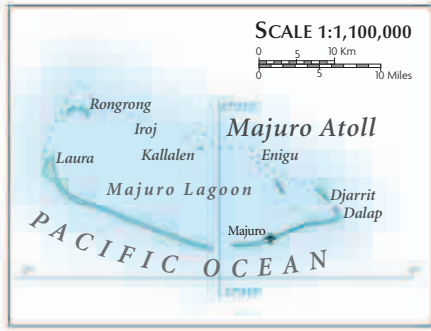 SCALE 1:1,100,000
0 5 10 Km
0 5 10 Miles
Rongrong
Iroj
Majuro Atoll
Laura
Kallalen
Enigu
Majuro Lagoon
Djarrit
Dalap
Majuro
PACIFIC OCEAN